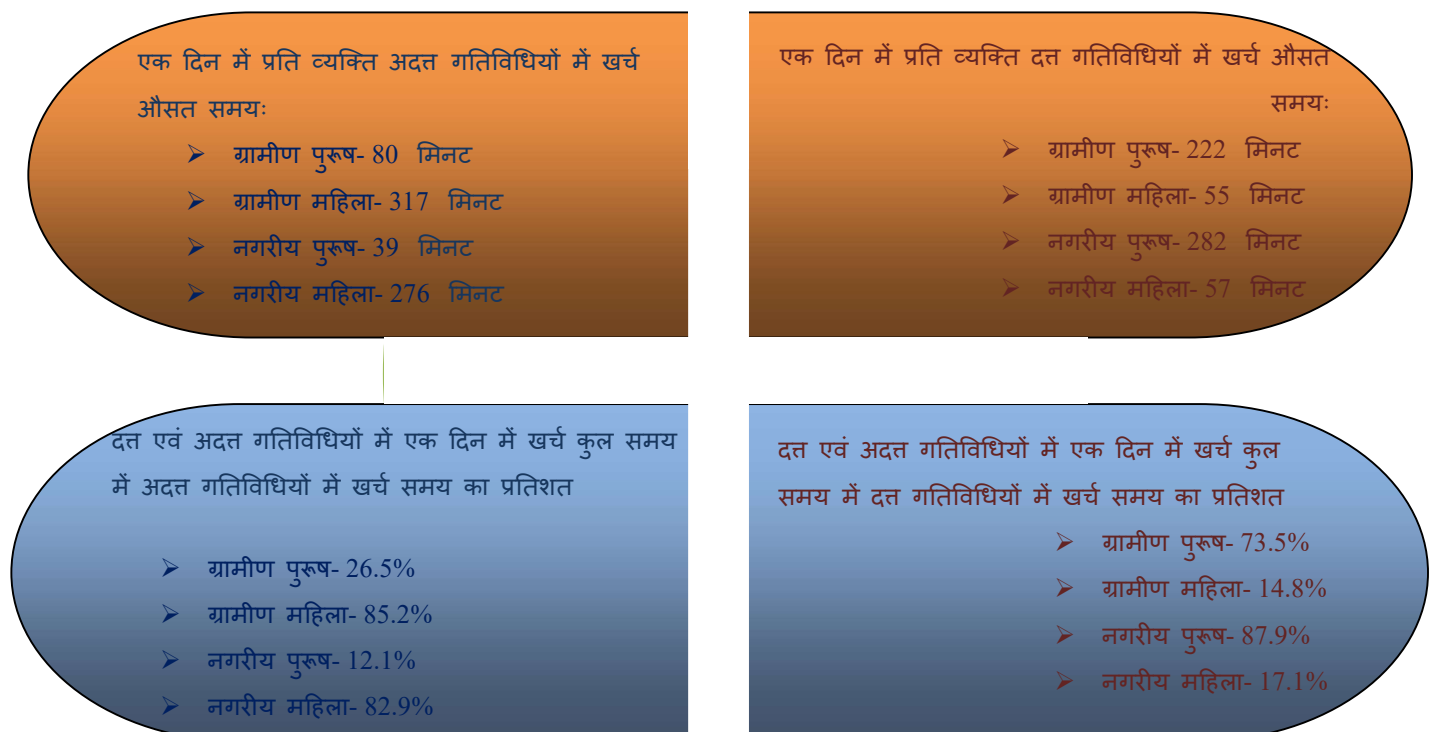 एक दिन में प्रति व्यक्ति अदत्त गतिविधियों में खर्च
औसत समयः
➢ ग्रामीण पुरूष- 80 मिनट
➢ ग्रामीण महिला- 317 मिनट
➢ नगरीय पुरूष- 39 मिनट
➢ नगरीय महिला- 276 मिनट
एक दिन में प्रति व्यक्ति दत्त गतिविधियों में खर्च औसत
समयः
➢ ग्रामीण पुरूष- 222 मिनट
➢ ग्रामीण महिला- 55 मिनट
➢ नगरीय पुरूष- 282 मिनट
➢ नगरीय महिला- 57 मिनट
दत्त एवं अदत्त गतिविधियों में एक दिन में खर्च कुल समय
में अदत्त गतिविधियों में खर्च समय का प्रतिशत
➢ ग्रामीण पुरूष- 26.5%
➢ ग्रामीण महिला- 85.2%
➢ नगरीय पुरूष- 12.1%
➢ नगरीय महिला- 82.9%
दत्त एवं अदत्त गतिविधियों में एक दिन में खर्च कुल
समय में दत्त गतिविधियों में खर्च समय का प्रतिशत
➢ ग्रामीण पुरूष- 73.5%
➢ ग्रामीण महिला- 14.8%
➢ नगरीय पुरूष- 87.9%
➢ नगरीय महिला- 17.1%